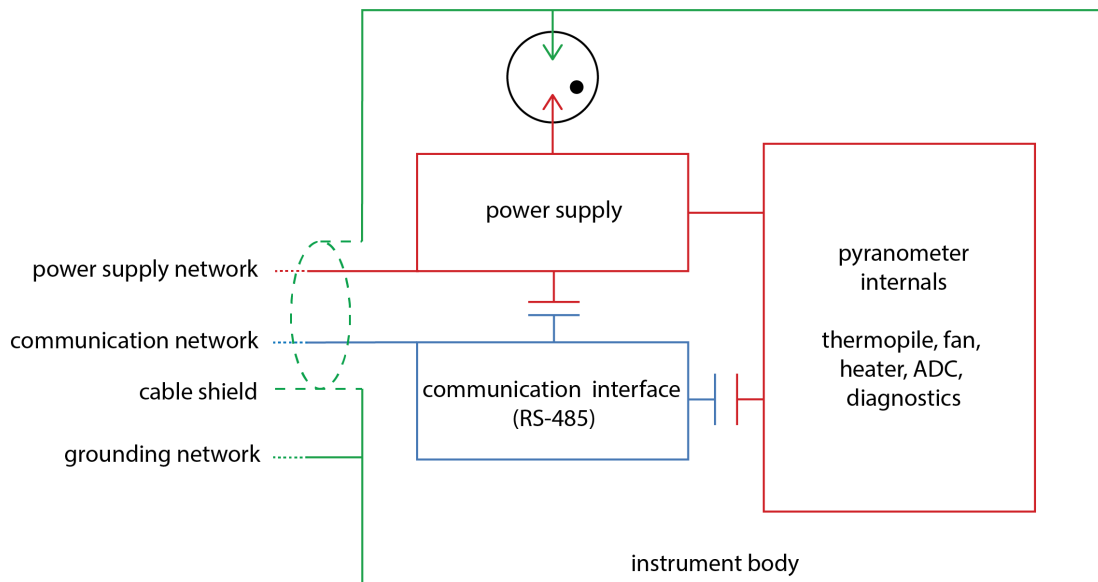 power supply
power supply network
communication network
cable shield
grounding network
communication interface
(RS-485)
pyranometer
internals
thermopile, fan,
heater, ADC,
diagnostics
instrument body